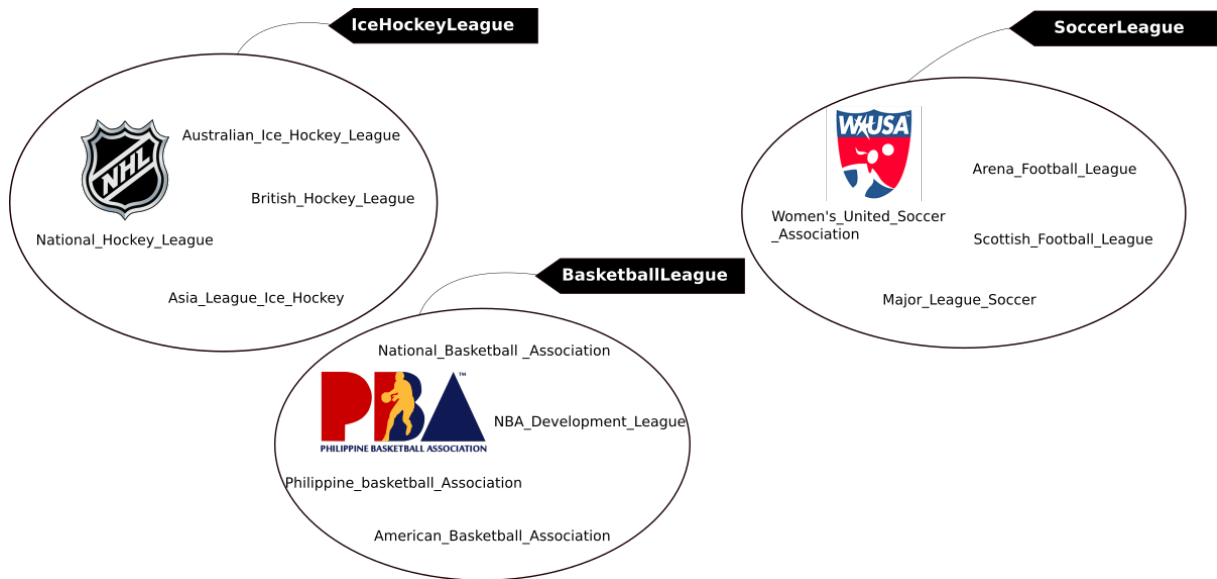 IceHockeyLeague
NHL
Australian_Ice_Hockey_League
British_Hockey_League
National_Hockey_League
Asia_League_Ice_Hockey
SoccerLeague
WUSA
Arena_Football_League
Women's_United_Soccer
_Association
Scottish_Football_League
Major_League_Soccer
BasketballLeague
National_Basketball _Association
PBA™
PHILIPPINE BASKETBALL ASSOCIATION
NBA_Development_League
Philippine_basketball_Association
American_Basketball_Association